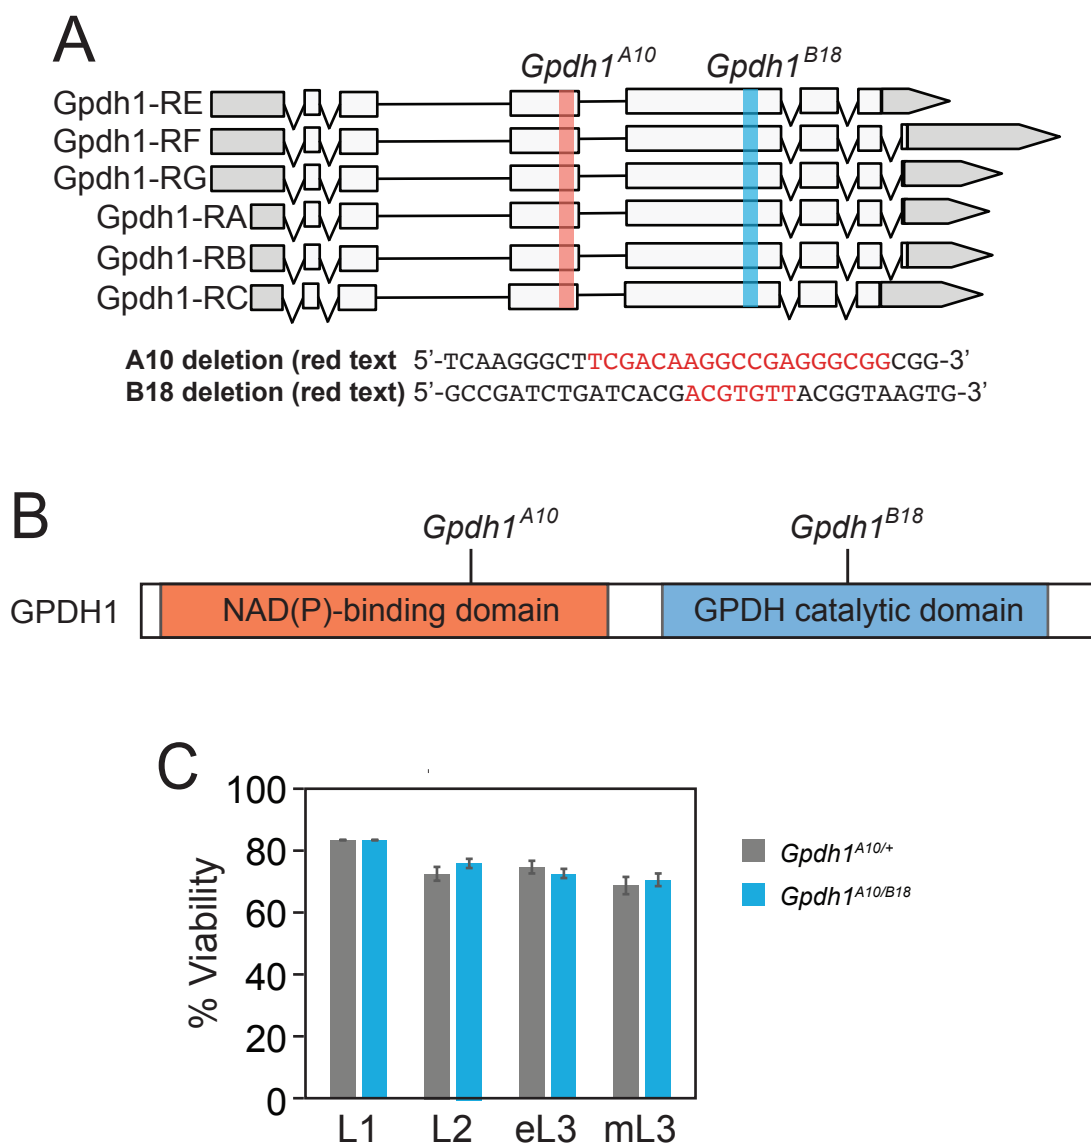 A
Gpdh1A10 Gpdh1B18
Gpdh1-RE
Gpdh1-RF
Gpdh1-RG
Gpdh1-RA
Gpdh1-RB
Gpdh1-RC
A10 deletion (red text 5’-TCAAGGGCTTCGACAAGGCCGAGGGCGGCGG-3’
B18 deletion (red text) 5’-GCCGATCTGATCACGACGTGTTACGGTAAGTG-3’
B
Gpdh1A10 Gpdh1B18
GPDH1 NAD(P)-binding domain GPDH catalytic domain
C
% Viability
100
80
60
40
20
0
L1 L2 eL3 mL3
Gpdh1A10/+
Gpdh1A10/B18